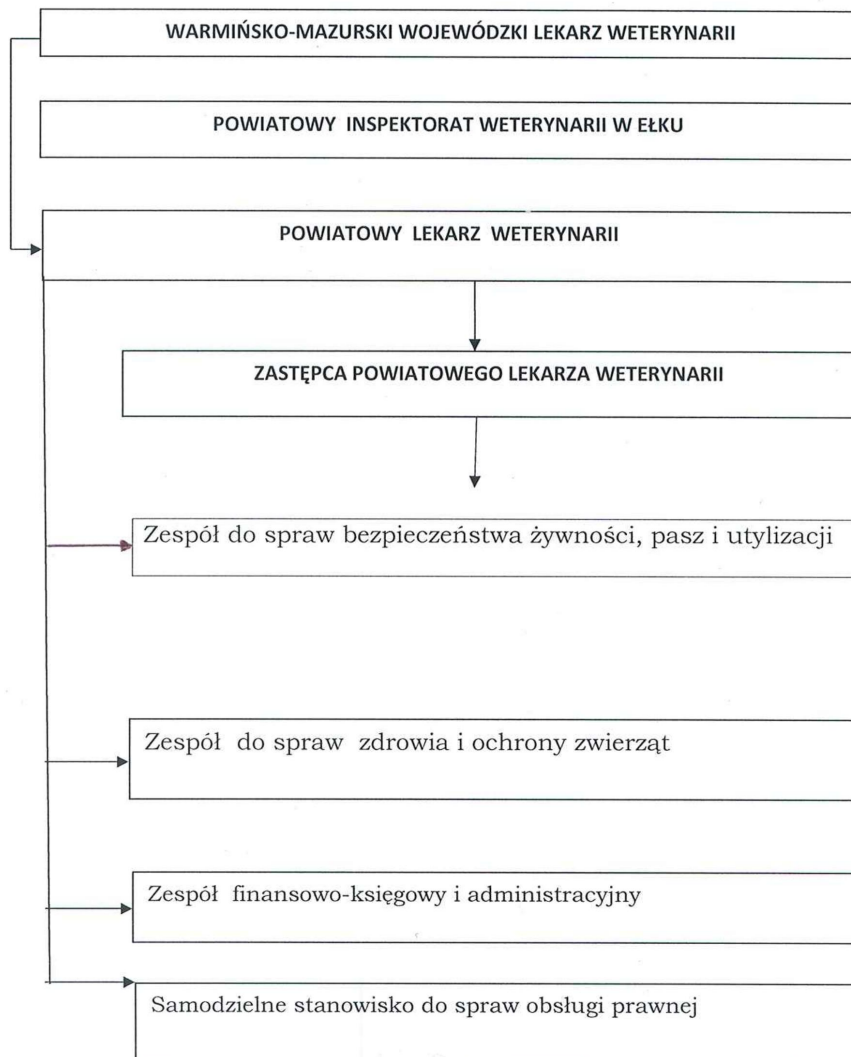 WARMIŃSKO-MAZURSKI WOJEWÓDZKI LEKARZ WETERYNARII
POWIATOWY INSPEKTORAT WETERYNARII W EŁKU
POWIATOWY LEKARZ WETERYNARII
ZASTĘPCA POWIATOWEGO LEKARZA WETERYNARII
Zespół do spraw bezpieczeństwa żywności, pasz i utylizacji
Zespół do spraw zdrowia i ochrony zwierząt
Zespół finansowo-księgowy i administracyjny
Samodzielne stanowisko do spraw obsługi prawnej